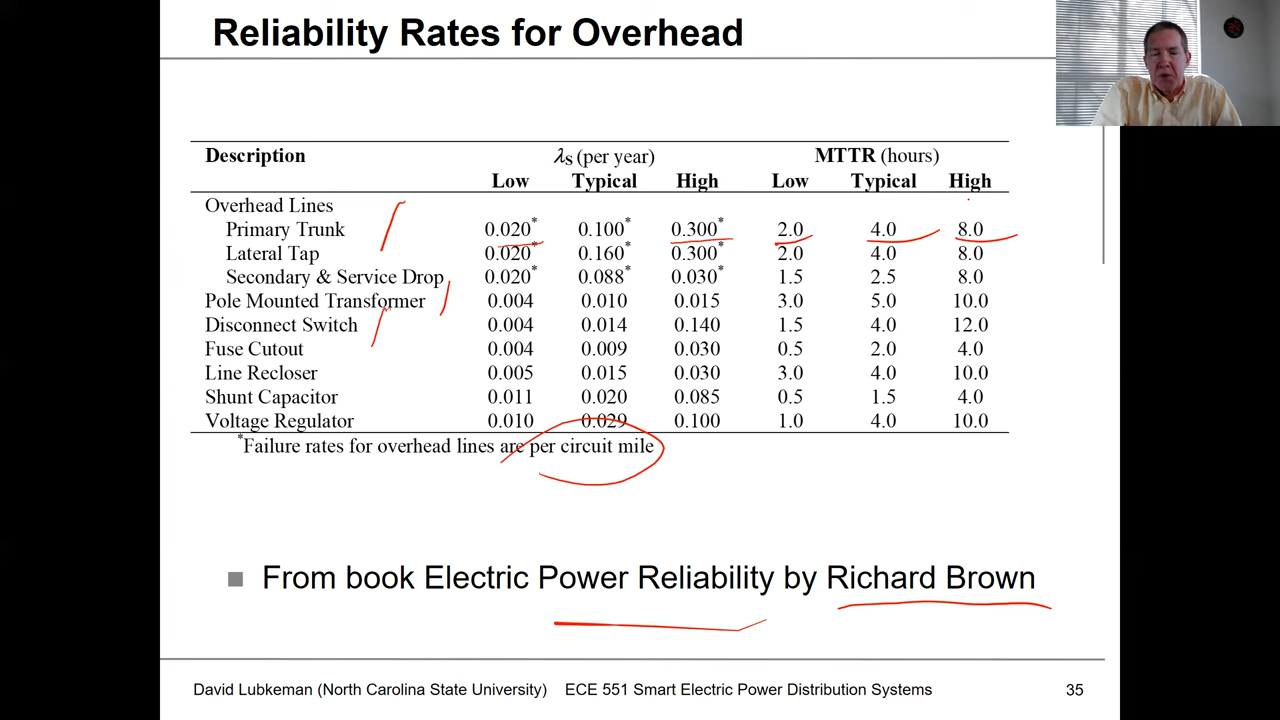 Reliability Rates for Overhead
Description λS (per year) MTTR (hours)
Low Typical High Low Typical High
Overhead Lines
Primary Trunk 0.020* 0.100* 0.300* 2.0 4.0 8.0
Lateral Tap 0.020* 0.160* 0.300* 2.0 4.0 8.0
Secondary & Service Drop 0.020* 0.088* 0.030* 1.5 2.5 8.0
Pole Mounted Transformer 0.004 0.010 0.015 3.0 5.0 10.0
Disconnect Switch 0.004 0.014 0.140 1.5 4.0 12.0
Fuse Cutout 0.004 0.009 0.030 0.5 2.0 4.0
Line Recloser 0.005 0.015 0.030 3.0 4.0 10.0
Shunt Capacitor 0.011 0.020 0.085 0.5 1.5 4.0
Voltage Regulator 0.010 0.029 0.100 1.0 4.0 10.0
*Failure rates for overhead lines are per circuit mile
From book Electric Power Reliability by Richard Brown
David Lubkeman (North Carolina State University) ECE 551 Smart Electric Power Distribution Systems 35